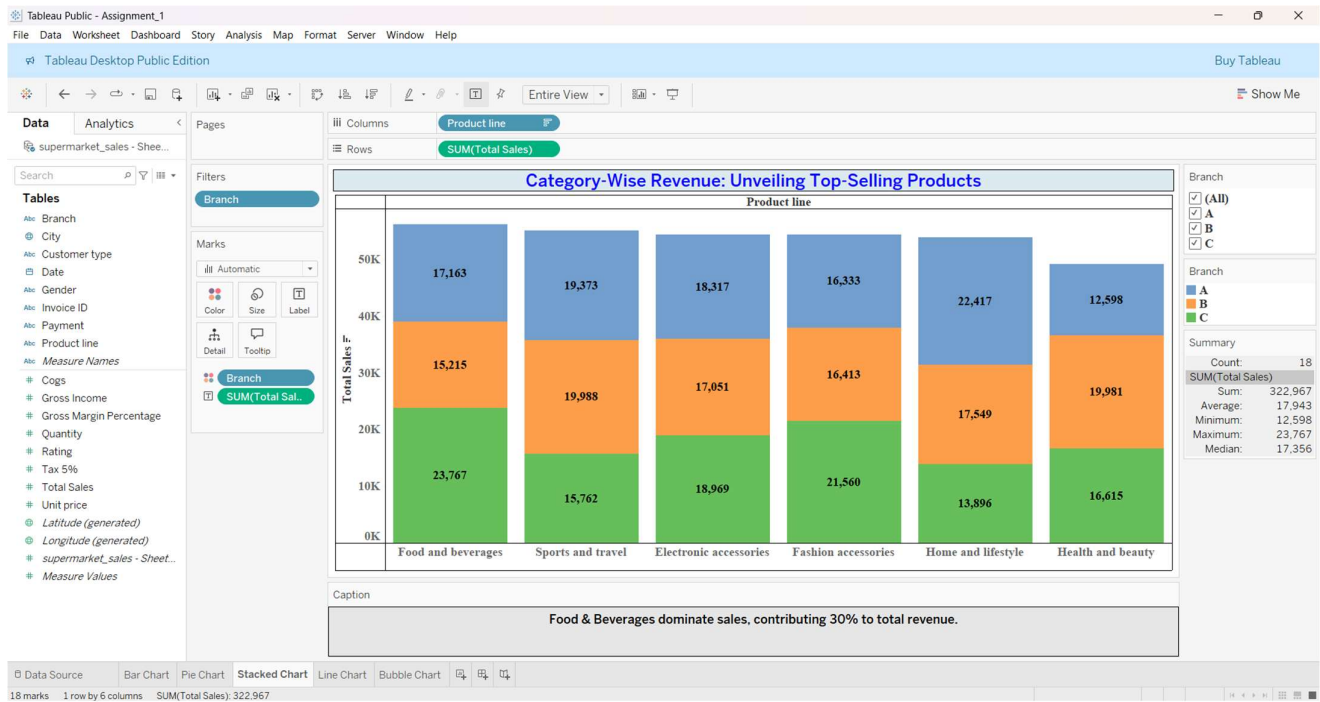 Tableau Public - Assignment_1
File Data Worksheet Dashboard Story Analysis Map Format Server Window Help
Tableau Desktop Public Edition
Buy Tableau
Entire View
Show Me
Data Analytics
supermarket_sales - Shee...
Search
Tables
Abc Branch
City
Abc Customer type
Date
Abc Gender
Abc Invoice ID
Abc Payment
Abc Product line
Abc Measure Names
# Cogs
# Gross Income
# Gross Margin Percentage
# Quantity
# Rating
# Tax 5%
# Total Sales
# Unit price
Latitude (generated)
Longitude (generated)
# supermarket_sales - Sheet...
# Measure Values
Pages
Filters
Branch
Marks
Automatic
Color Size Label
Detail Tooltip
Branch
SUM(Total Sal..
Columns Product line
Rows SUM(Total Sales)
Category-Wise Revenue: Unveiling Top-Selling Products
Product line
Total Sales
50K
40K
30K
20K
10K
0K
17,163 19,373 18,317 16,333 22,417 12,598
15,215 19,988 17,051 16,413 17,549 19,981
23,767 15,762 18,969 21,560 13,896 16,615
Food and beverages Sports and travel Electronic accessories Fashion accessories Home and lifestyle Health and beauty
Caption
Food & Beverages dominate sales, contributing 30% to total revenue.
Branch
(All)
A
B
C
Branch
A
B
C
Summary
Count: 18
SUM(Total Sales)
Sum: 322,967
Average: 17,943
Minimum: 12,598
Maximum: 23,767
Median: 17,356
Data Source Bar Chart Pie Chart Stacked Chart Line Chart Bubble Chart
18 marks 1 row by 6 columns SUM(Total Sales): 322,967